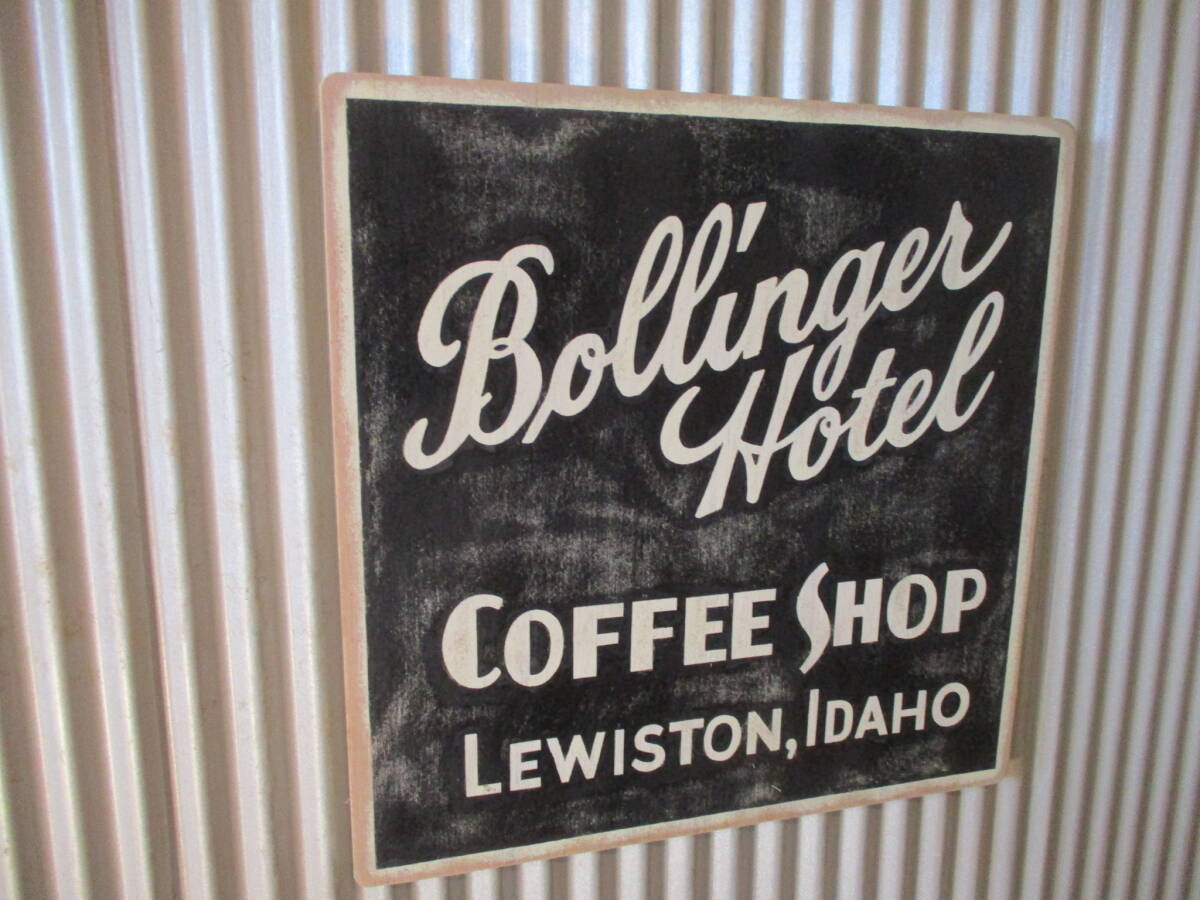 Bollinger
Hotel
COFFEE SHOP
LEWISTON, IDAHO